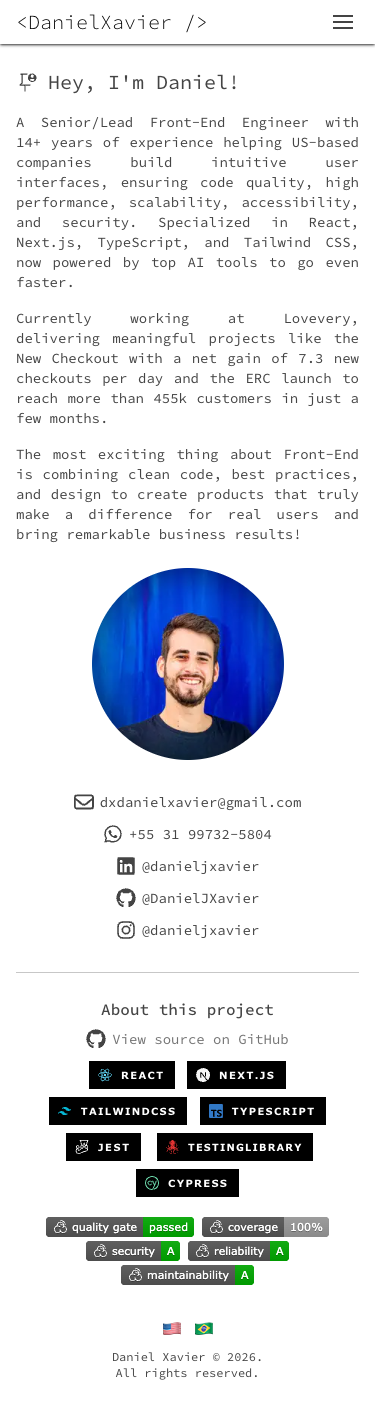 <DanielXavier />
Hey, I'm Daniel!
A Senior/Lead Front-End Engineer with
14+ years of experience helping US-based
companies build intuitive user
interfaces, ensuring code quality, high
performance, scalability, accessibility,
and security. Specialized in React,
Next.js, TypeScript, and Tailwind CSS,
now powered by top AI tools to go even
faster.
Currently working at Lovevery,
delivering meaningful projects like the
New Checkout with a net gain of 7.3 new
checkouts per day and the ERC launch to
reach more than 455k customers in just a
few months.
The most exciting thing about Front-End
is combining clean code, best practices,
and design to create products that truly
make a difference for real users and
bring remarkable business results!
dxdanielxavier@gmail.com
+55 31 99732-5804
@danieljxavier
@DanielJXavier
@danieljxavier
About this project
View source on GitHub
REACT NEXT.JS
TAILWINDCSS TS TYPESCRIPT
JEST TESTINGLIBRARY
CYPRESS
quality gate passed coverage 100%
security A reliability A
maintainability A
Daniel Xavier © 2026.
All rights reserved.